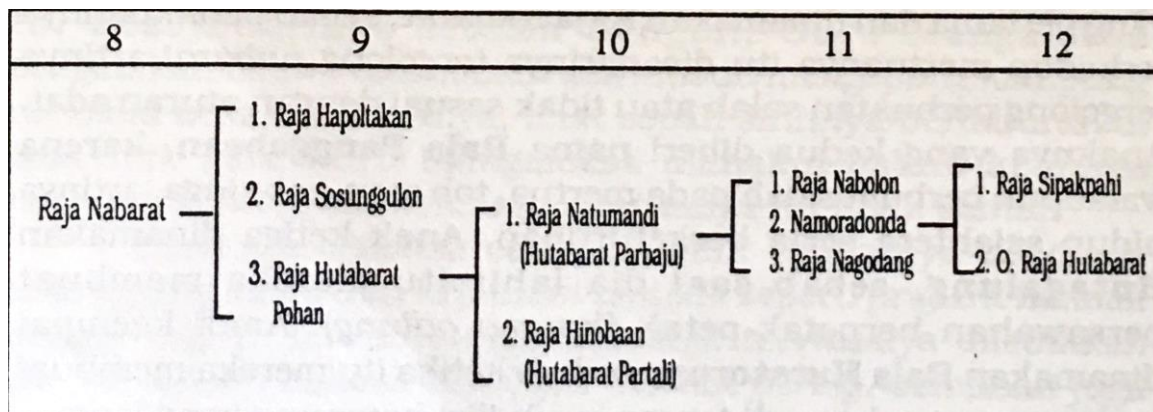 8 9 10 11 12
Raja Nabarat
1. Raja Hapoltakan
2. Raja Sosunggulon
3. Raja Hutabarat
Pohan
1. Raja Natumandi
(Hutabarat Parbaju)
2. Raja Hinobaan
(Hutabarat Partali)
1. Raja Nabolon
2. Namoradonda
3. Raja Nagodang
1. Raja Sipakpahi
2. O, Raja Hutabarat